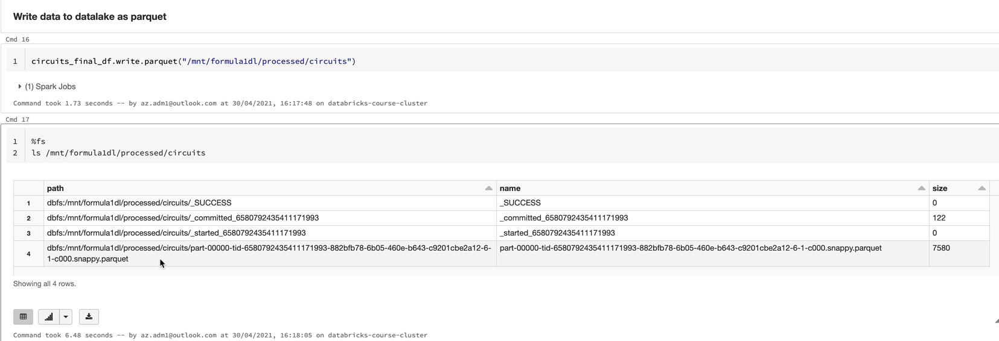 Write data to datalake as parquet
Cmd 16
1 circuits_final_df.write.parquet("/mnt/formula1dl/processed/circuits")
(1) Spark Jobs
Command took 1.73 seconds -- by az.adm1@outlook.com at 30/04/2021, 16:17:48 on databricks-course-cluster
Cmd 17
1 %fs
2 ls /mnt/formula1dl/processed/circuits
path name size
1 dbfs:/mnt/formula1dl/processed/circuits/_SUCCESS _SUCCESS 0
2 dbfs:/mnt/formula1dl/processed/circuits/_committed_6580792435411171993 _committed_6580792435411171993 122
3 dbfs:/mnt/formula1dl/processed/circuits/_started_6580792435411171993 _started_6580792435411171993 0
4 dbfs:/mnt/formula1dl/processed/circuits/part-00000-tid-6580792435411171993-882bfb78-6b05-460e-b643-c9201cbe2a12-6- part-00000-tid-6580792435411171993-882bfb78-6b05-460e-b643-c9201cbe2a12-6-1-c000.snappy.parquet 7580
1-c000.snappy.parquet
Showing all 4 rows.
Command took 6.48 seconds -- by az.adm1@outlook.com at 30/04/2021, 16:18:05 on databricks-course-cluster